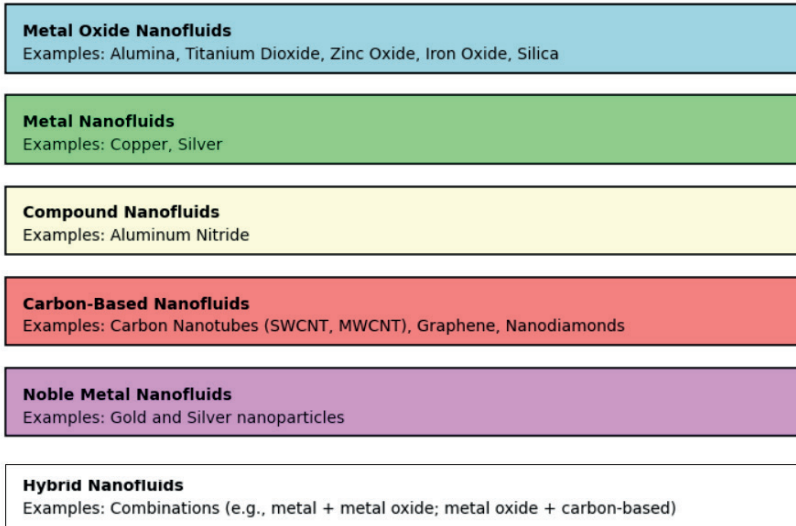 Metal Oxide Nanofluids
Examples: Alumina, Titanium Dioxide, Zinc Oxide, Iron Oxide, Silica
Metal Nanofluids
Examples: Copper, Silver
Compound Nanofluids
Examples: Aluminum Nitride
Carbon-Based Nanofluids
Examples: Carbon Nanotubes (SWCNT, MWCNT), Graphene, Nanodiamonds
Noble Metal Nanofluids
Examples: Gold and Silver nanoparticles
Hybrid Nanofluids
Examples: Combinations (e.g., metal + metal oxide; metal oxide + carbon-based)